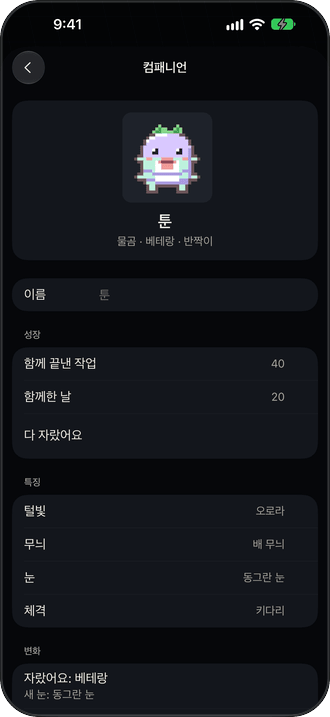 9:41
컴패니언
툰
물곰 · 베테랑 · 반짝이
이름 툰
성장
함께 끝낸 작업 40
함께한 날 20
다 자랐어요
특징
털빛 오로라
무늬 배 무늬
눈 동그란 눈
체격 키다리
변화
자랐어요: 베테랑
새 눈: 동그란 눈